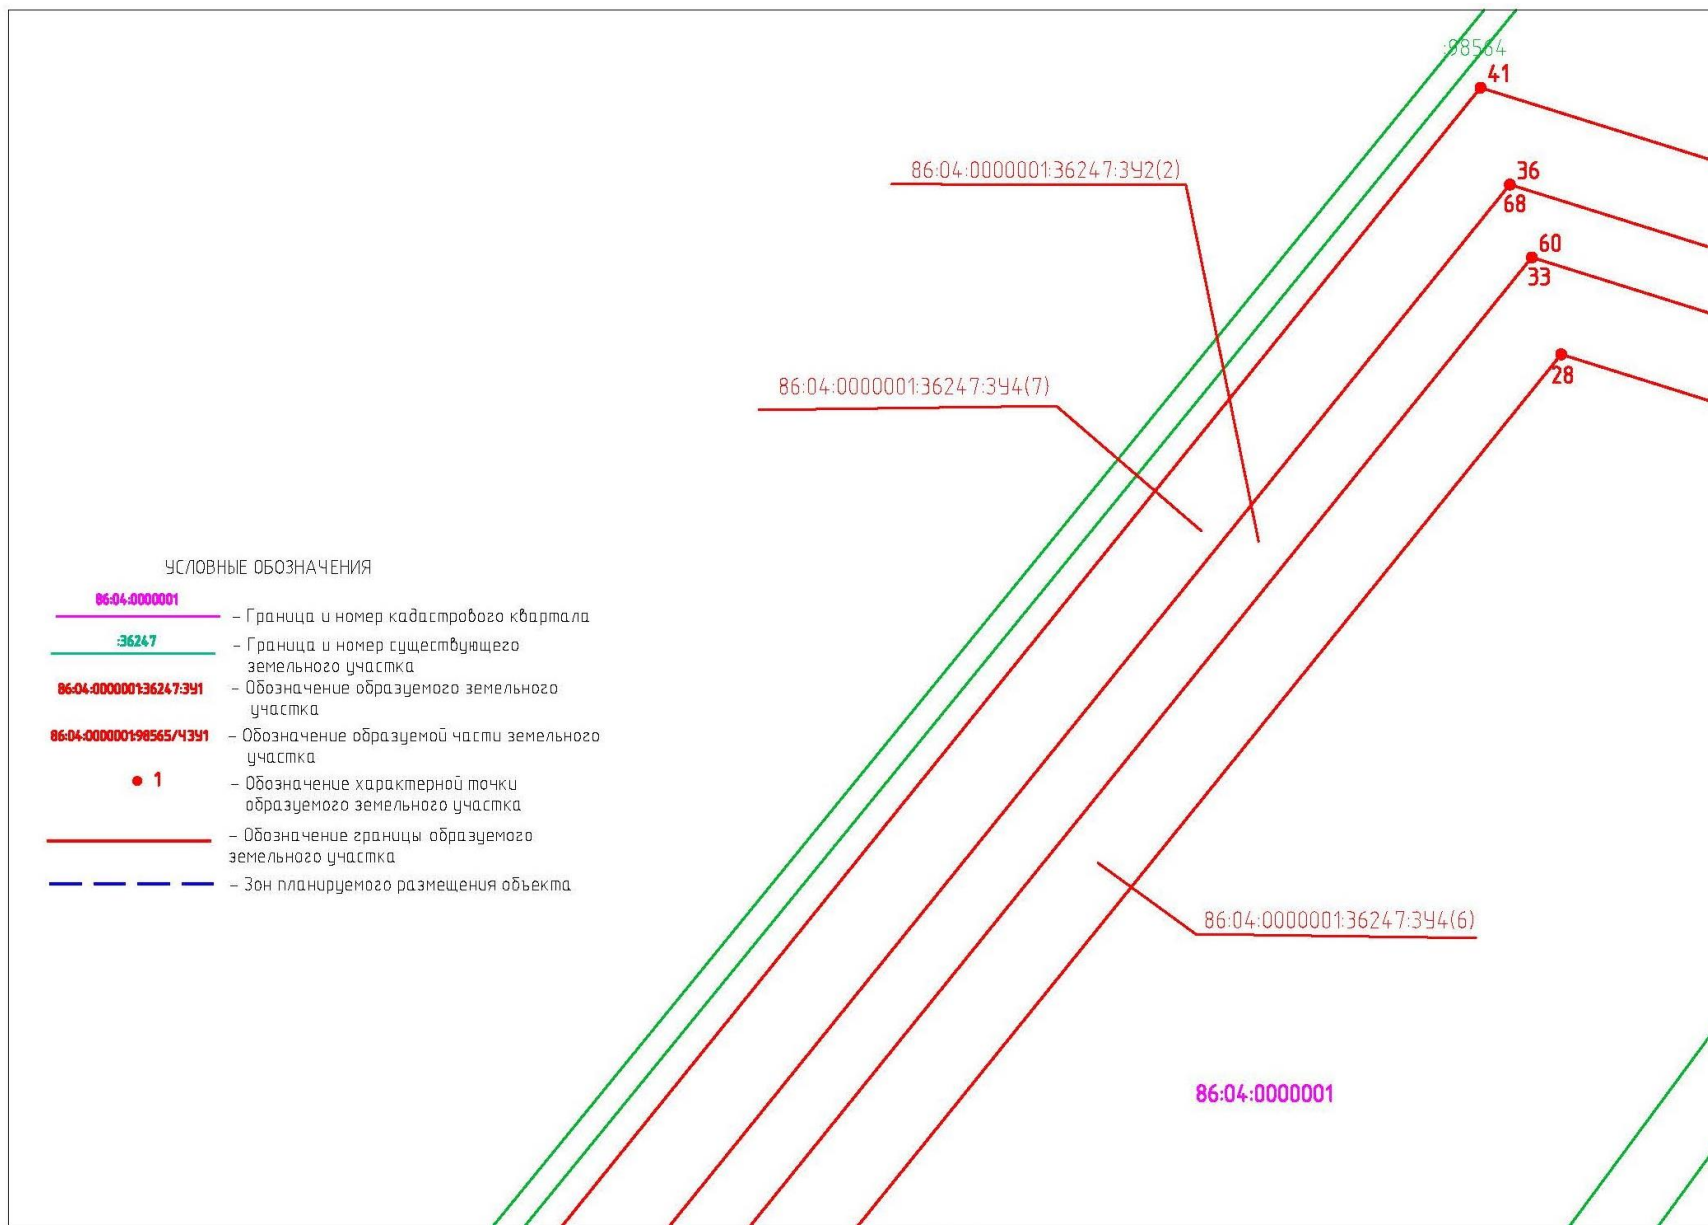 :98564
41
86:04:0000001:36247:ЗУ2(2)
36
68
60
33
86:04:0000001:36247:ЗУ4(7)
28
УСЛОВНЫЕ ОБОЗНАЧЕНИЯ
86:04:0000001
- Граница и номер кадастрового квартала
:36247
- Граница и номер существующего
земельного участка
86:04:0000001:36247:ЗУ1
- Обозначение образуемого земельного
участка
86:04:0000001:98565/ЧЗУ1
- Обозначение образуемой части земельного
участка
1
- Обозначение характерной точки
образуемого земельного участка
- Обозначение границы образуемого
земельного участка
- Зон планируемого размещения объекта
86:04:0000001:36247:ЗУ4(6)
86:04:0000001